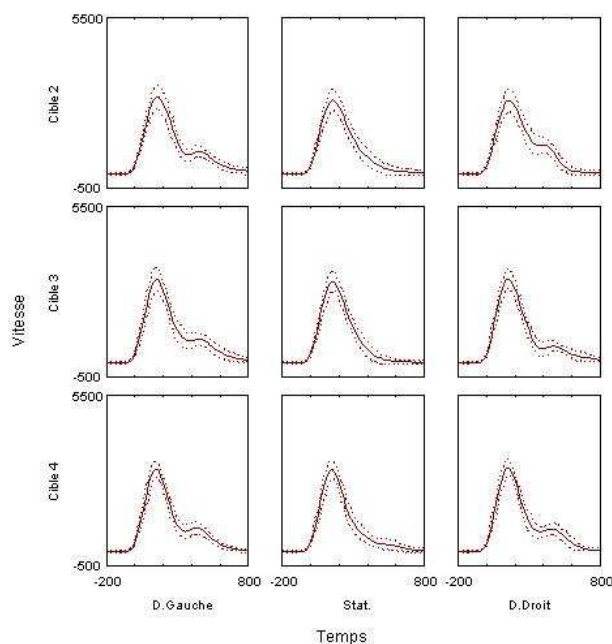 5500
Cible 2
-500
5500
Vitesse
Cible 3
-500
5500
Cible 4
-500
-200 800 -200 800 -200 800
D.Gauche Stat. D.Droit
Temps